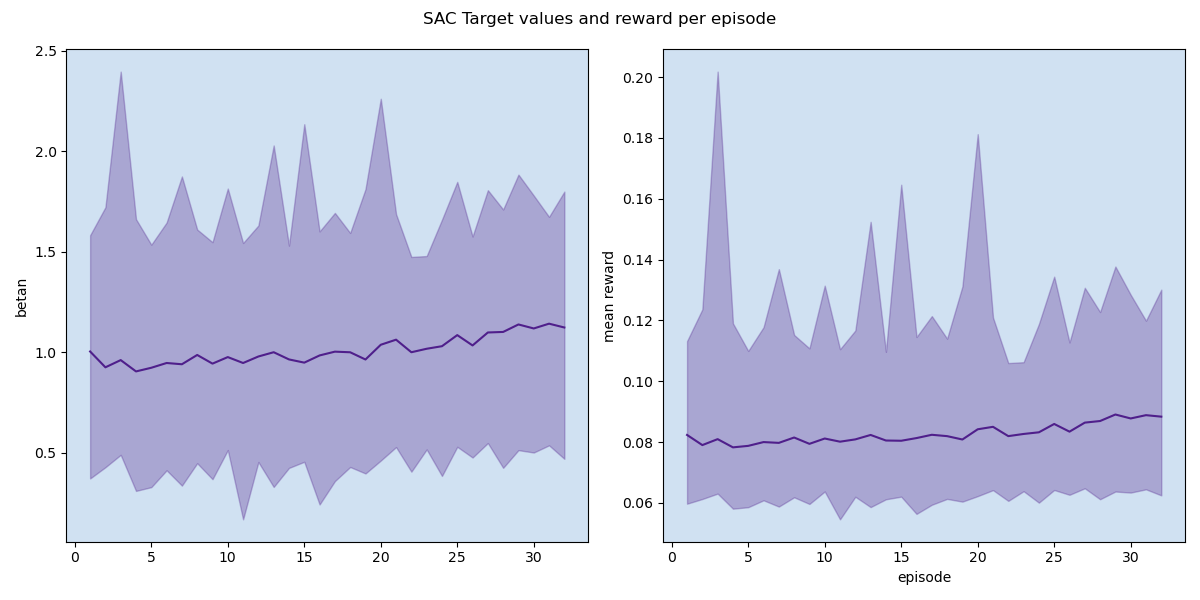 SAC Target values and reward per episode
betan
2.5
2.0
1.5
1.0
0.5
0 5 10 15 20 25 30
mean reward
0.20
0.18
0.16
0.14
0.12
0.10
0.08
0.06
0 5 10 15 20 25 30
episode